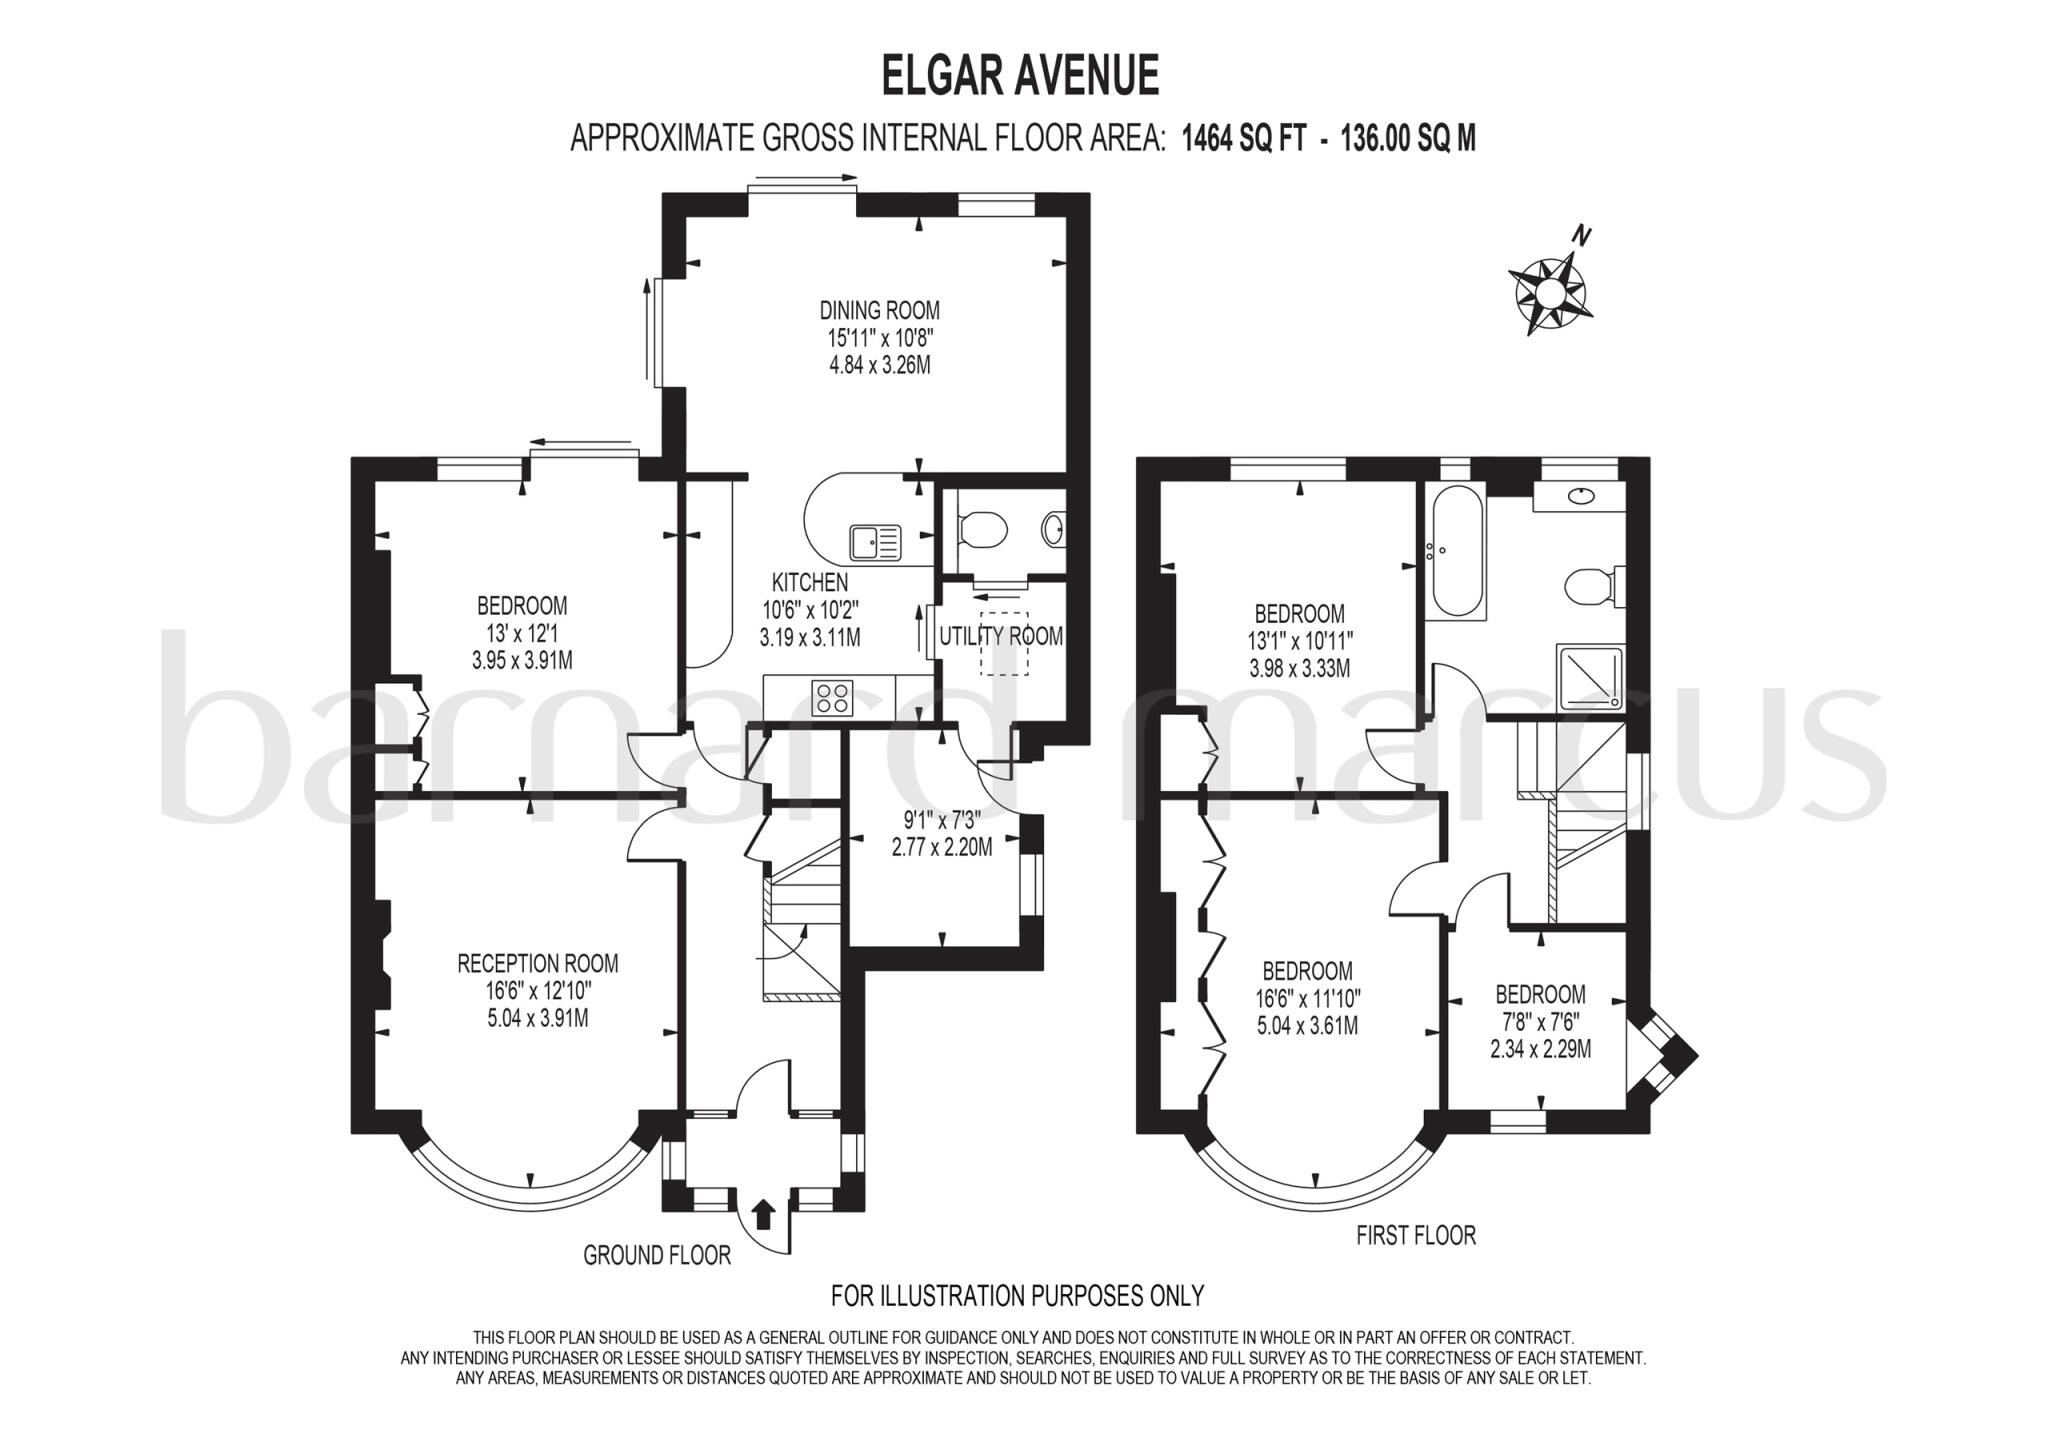 ELGAR AVENUE
APPROXIMATE GROSS INTERNAL FLOOR AREA: 1464 SQ FT - 136.00 SQ M
N
DINING ROOM
15'11" x 10'8"
4.84 x 3.26M
BEDROOM
13' x 12'1
3.95 x 3.91M
KITCHEN
10'6" x 10'2"
3.19 x 3.11M
UTILITY ROOM
BEDROOM
13'1" x 10'11"
3.98 x 3.33M
barnard marcus
9'1" x 7'3"
2.77 x 2.20M
RECEPTION ROOM
16'6" x 12'10"
5.04 x 3.91M
BEDROOM
16'6" x 11'10"
5.04 x 3.61M
BEDROOM
7'8" x 7'6"
2.34 x 2.29M
GROUND FLOOR
FIRST FLOOR
FOR ILLUSTRATION PURPOSES ONLY
THIS FLOOR PLAN SHOULD BE USED AS A GENERAL OUTLINE FOR GUIDANCE ONLY AND DOES NOT CONSTITUTE IN WHOLE OR IN PART AN OFFER OR CONTRACT.
ANY INTENDING PURCHASER OR LESSEE SHOULD SATISFY THEMSELVES BY INSPECTION, SEARCHES, ENQUIRIES AND FULL SURVEY AS TO THE CORRECTNESS OF EACH STATEMENT.
ANY AREAS, MEASUREMENTS OR DISTANCES QUOTED ARE APPROXIMATE AND SHOULD NOT BE USED TO VALUE A PROPERTY OR BE THE BASIS OF ANY SALE OR LET.